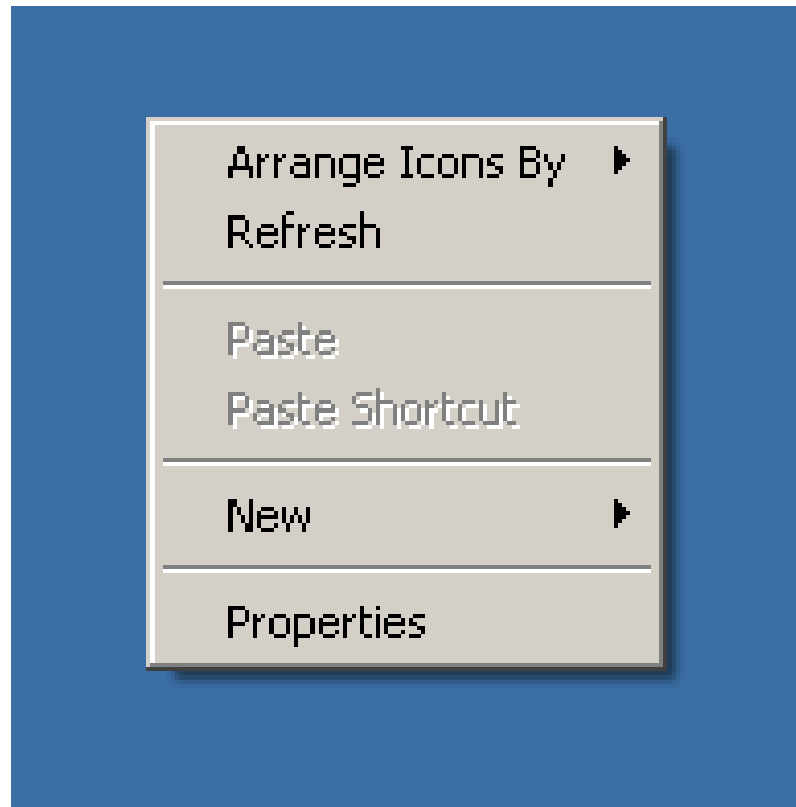 Arrange Icons By
Refresh
Paste
Paste Shortcut
New
Properties